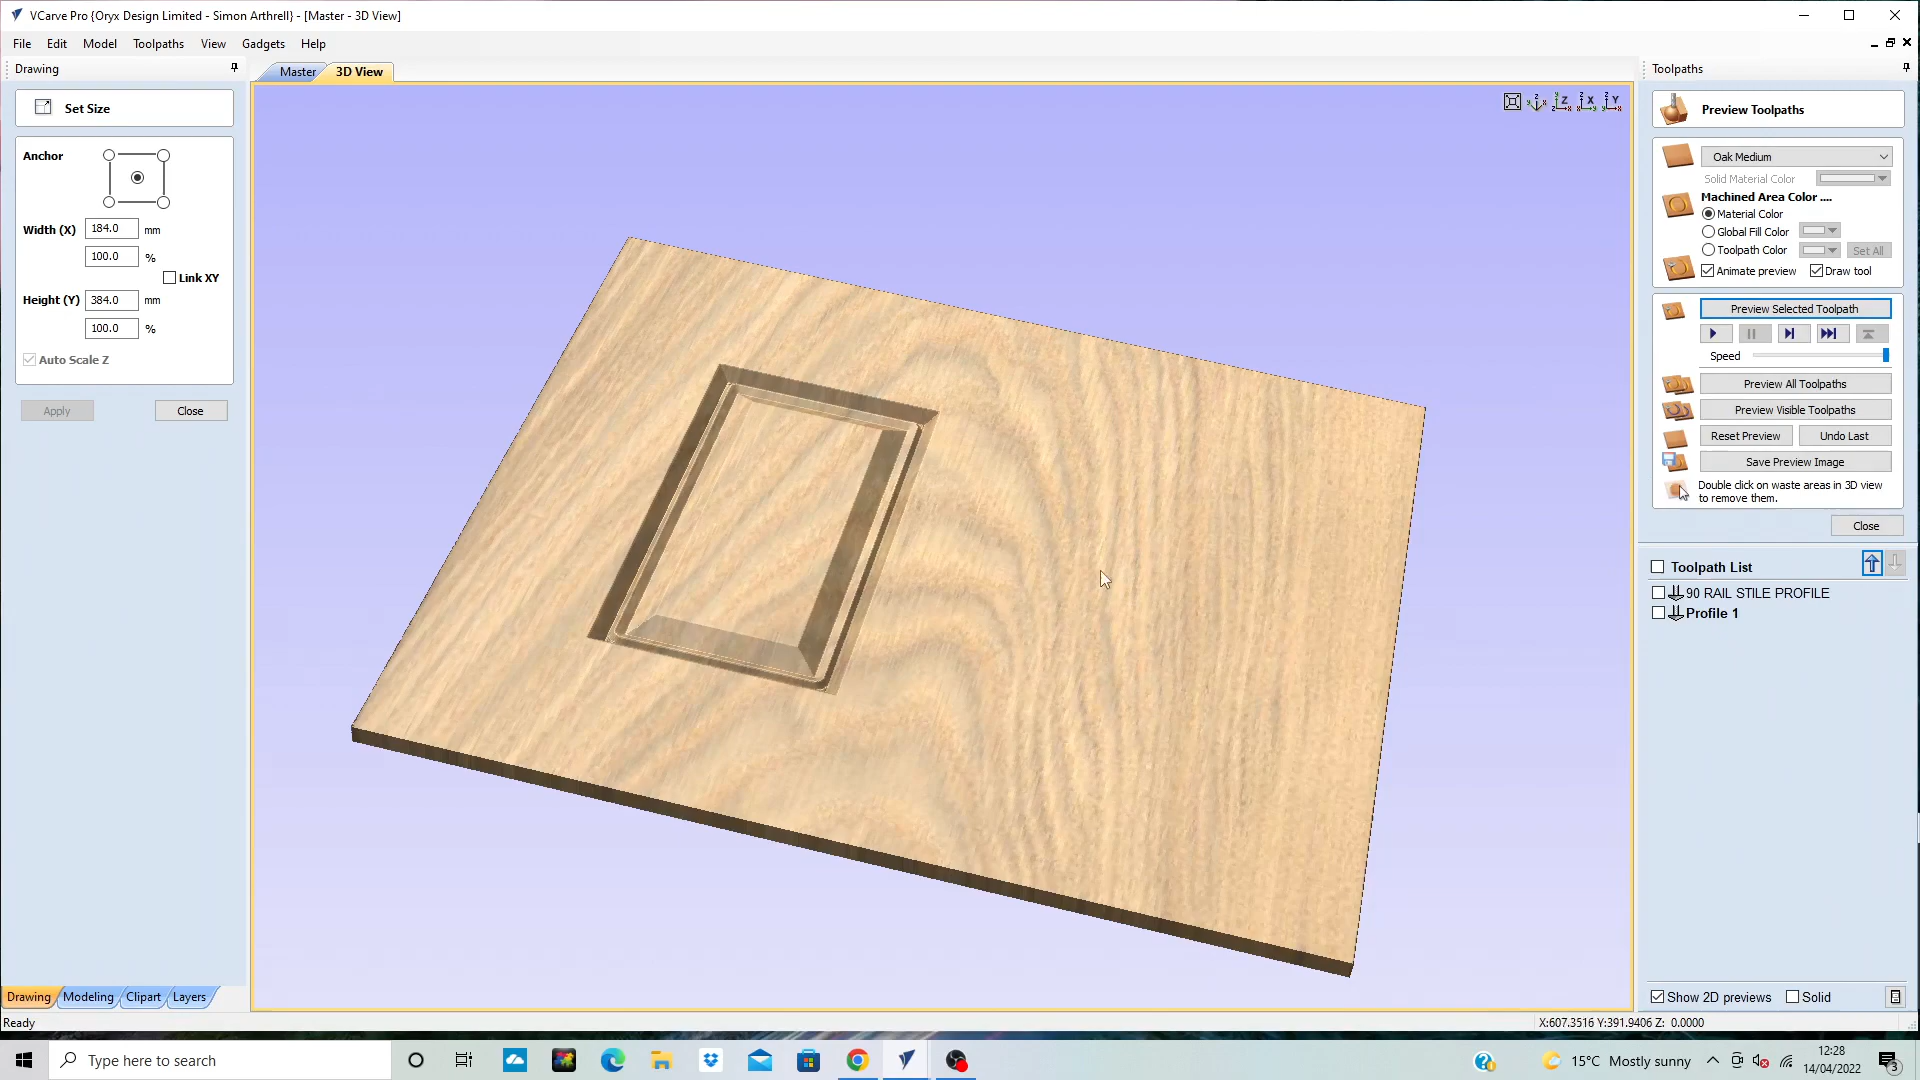 VCarve Pro {Oryx Design Limited - Simon Arthrell} - [Master - 3D View]
File Edit Model Toolpaths View Gadgets Help
Drawing
Master
3D View
Set Size
Anchor
Width (X) 184.0 mm
100.0 %
Link XY
Height (Y) 384.0 mm
100.0 %
Auto Scale Z
Apply Close
Drawing Modeling Clipart Layers
Ready
Toolpaths
Preview Toolpaths
Oak Medium
Solid Material Color
Machined Area Color ....
Material Color
Global Fill Color
Toolpath Color Set All
Animate preview Draw tool
Preview Selected Toolpath
Speed
Preview All Toolpaths
Preview Visible Toolpaths
Reset Preview Undo Last
Save Preview Image
Double click on waste areas in 3D view
to remove them.
Close
Toolpath List
90 RAIL STILE PROFILE
Profile 1
Show 2D previews Solid
X:607.3516 Y:391.9406 Z: 0.0000
Type here to search
15°C Mostly sunny
12:28
14/04/2022
3